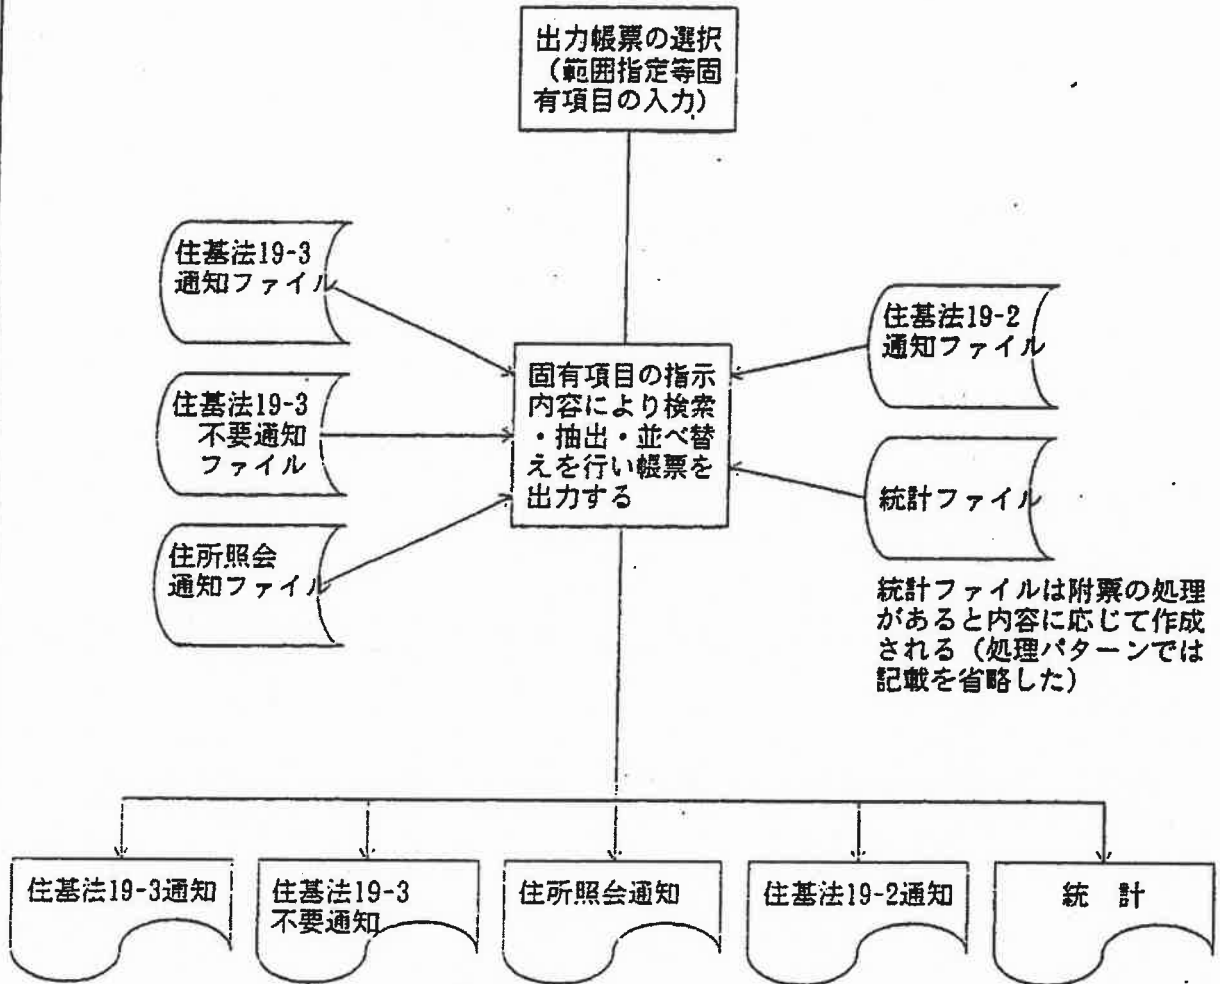 出力帳票の選択
（範囲指定等固
有項目の入力）
住基法19-3
通知ファイル
住基法19-3
不要通知
ファイル
住所照会
通知ファイル
固有項目の指示
内容により検索
・抽出・並べ替
えを行い帳票を
出力する
住基法19-2
通知ファイル
統計ファイル
統計ファイルは附票の処理
があると内容に応じて作成
される（処理パターンでは
記載を省略した）
住基法19-3通知
住基法19-3
不要通知
住所照会通知
住基法19-2通知
統　計